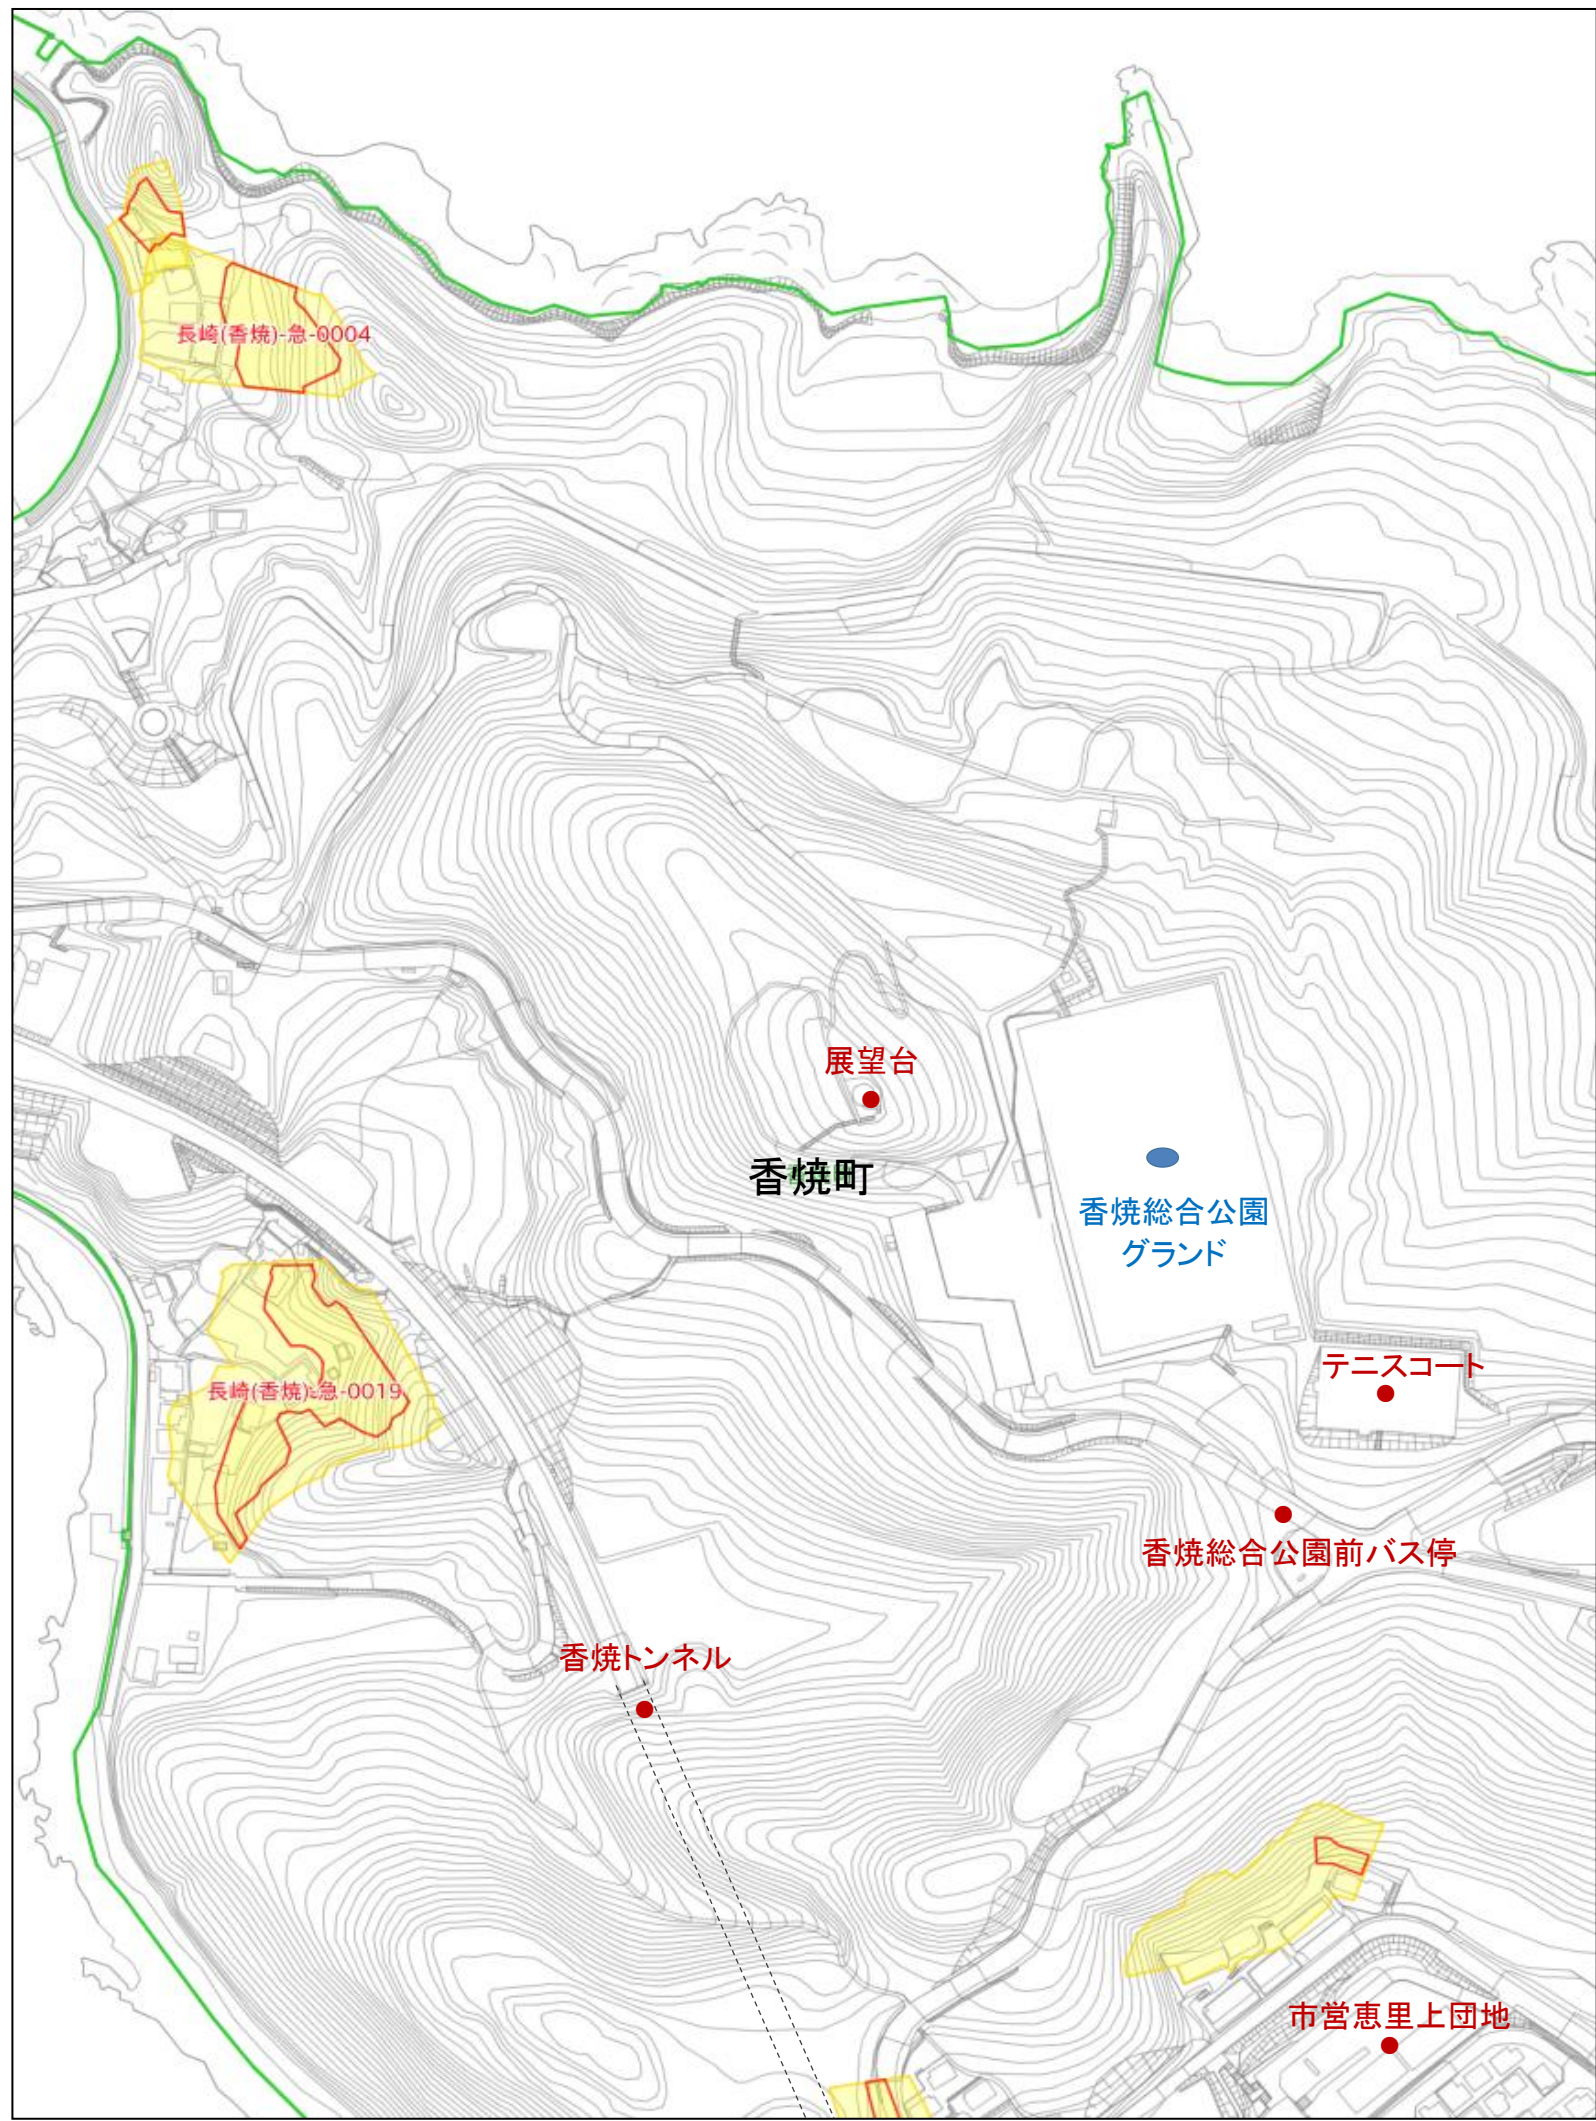 長崎(香焼)-急-0004
展望台
香焼町
香焼総合公園
グランド
テニスコート
長崎(香焼)-急-0019
香焼総合公園前バス停
香焼トンネル
市営恵里上団地